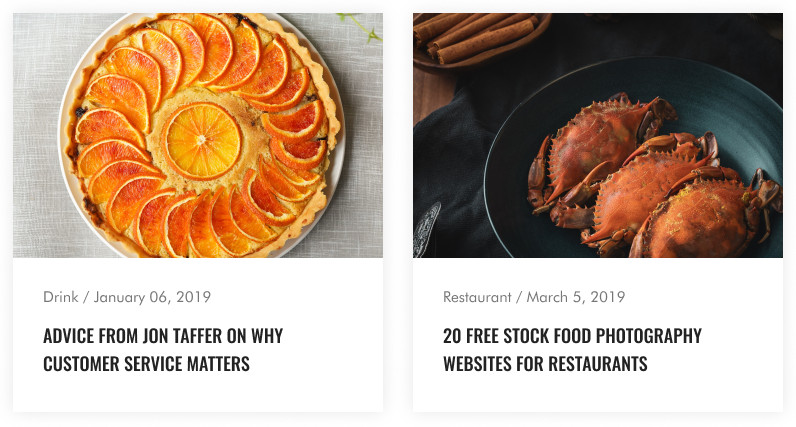 Drink / January 06, 2019
ADVICE FROM JON TAFFER ON WHY
CUSTOMER SERVICE MATTERS
Restaurant / March 5, 2019
20 FREE STOCK FOOD PHOTOGRAPHY
WEBSITES FOR RESTAURANTS